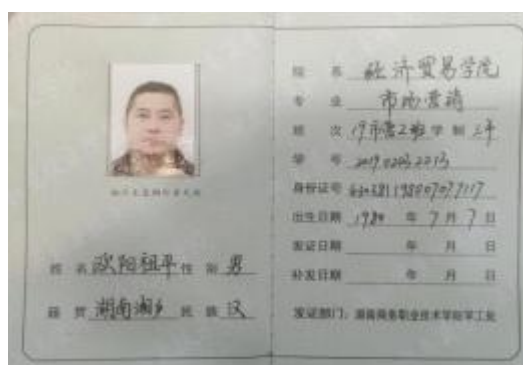 姓 名 欧阳祖平 性 别 男
籍 贯 湖南湘乡 民 族 汉
院 系 经济贸易学院
专 业 市场营销
班 次 19市营2班 学 制 三年
学 号
身份证号
出生日期 1980 年 7 月 7 日
发证日期 年 月 日
补发日期 年 月 日
发证部门：湖南商务职业技术学院学工处